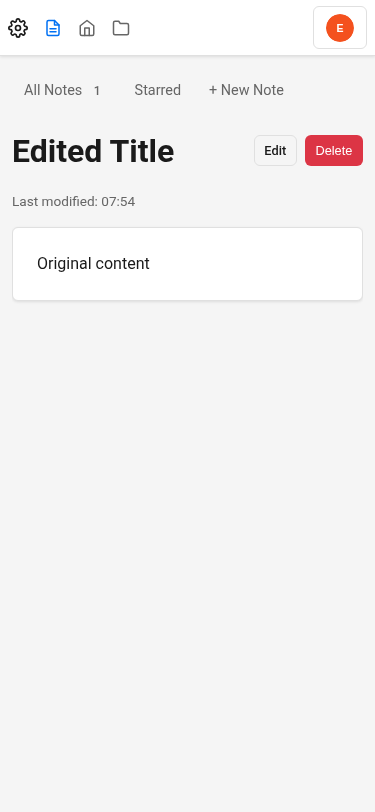 E
All Notes 1 Starred + New Note
Edited Title Edit Delete
Last modified: 07:54
Original content